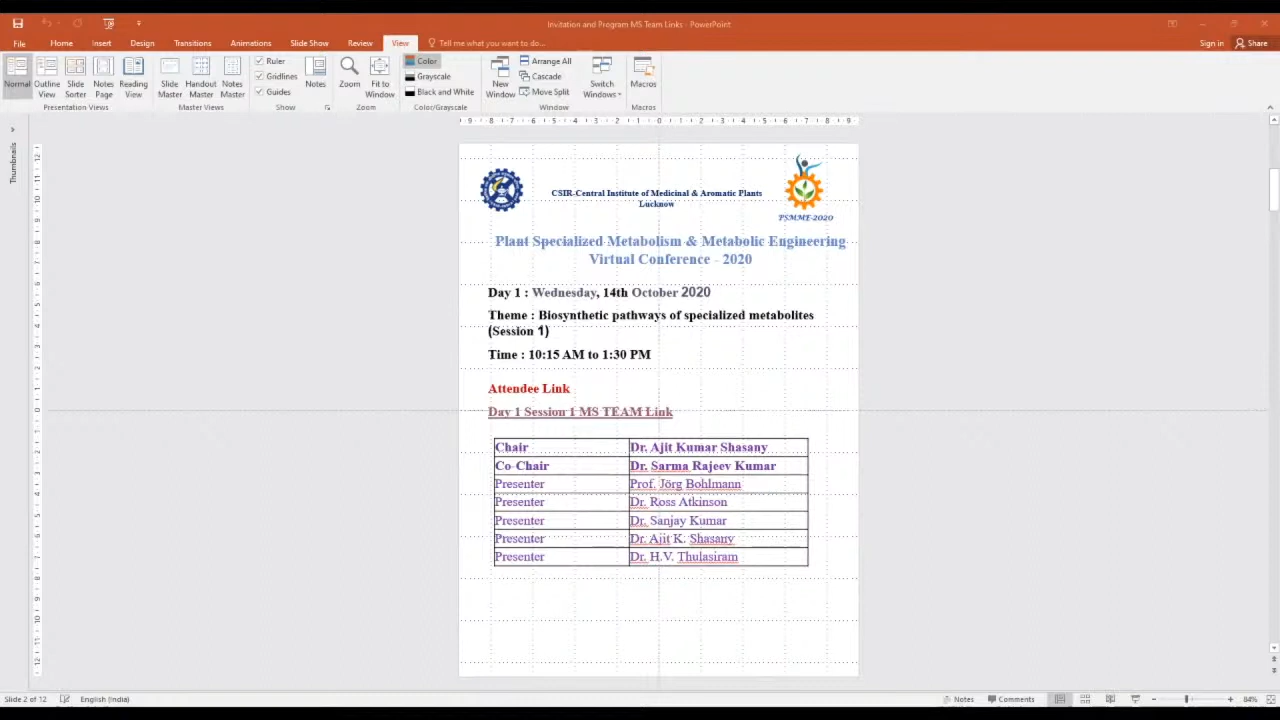 Invitation and Program MS Team Links - PowerPoint
File Home Insert Design Transitions Animations Slide Show Review View Tell me what you want to do... Sign in Share
Normal Outline View Slide Sorter Notes Page Reading View
Presentation Views
Slide Master Handout Master Notes Master
Master Views
Ruler
Gridlines
Guides
Show
Notes
Zoom Fit to Window
Zoom
Color
Grayscale
Black and White
Color/Grayscale
New Window
Arrange All
Cascade
Move Split
Switch Windows
Window
Macros
Macros
Thumbnails
CSIR-Central Institute of Medicinal & Aromatic Plants
Lucknow
PSMME-2020
Plant Specialized Metabolism & Metabolic Engineering
Virtual Conference - 2020
Day 1 : Wednesday, 14th October 2020
Theme : Biosynthetic pathways of specialized metabolites
(Session 1)
Time : 10:15 AM to 1:30 PM
Attendee Link
Day 1 Session 1 MS TEAM Link
Chair Dr. Ajit Kumar Shasany
Co-Chair Dr. Sarma Rajeev Kumar
Presenter Prof. Jörg Bohlmann
Presenter Dr. Ross Atkinson
Presenter Dr. Sanjay Kumar
Presenter Dr. Ajit K. Shasany
Presenter Dr. H.V. Thulasiram
Slide 2 of 12 English (India) Notes Comments 84%